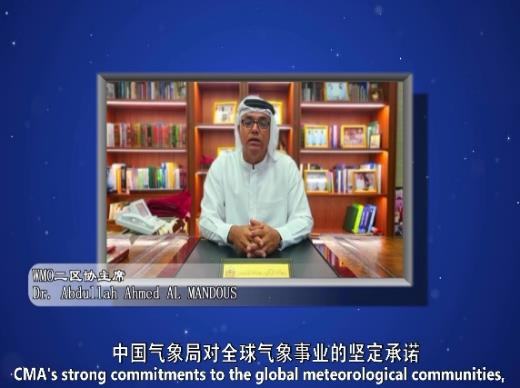 WMO二区协主席
Dr. Abdullah Ahmed AL MANDOUS
中国气象局对全球气象事业的坚定承诺
CMA's strong commitments to the global meteorological communities,